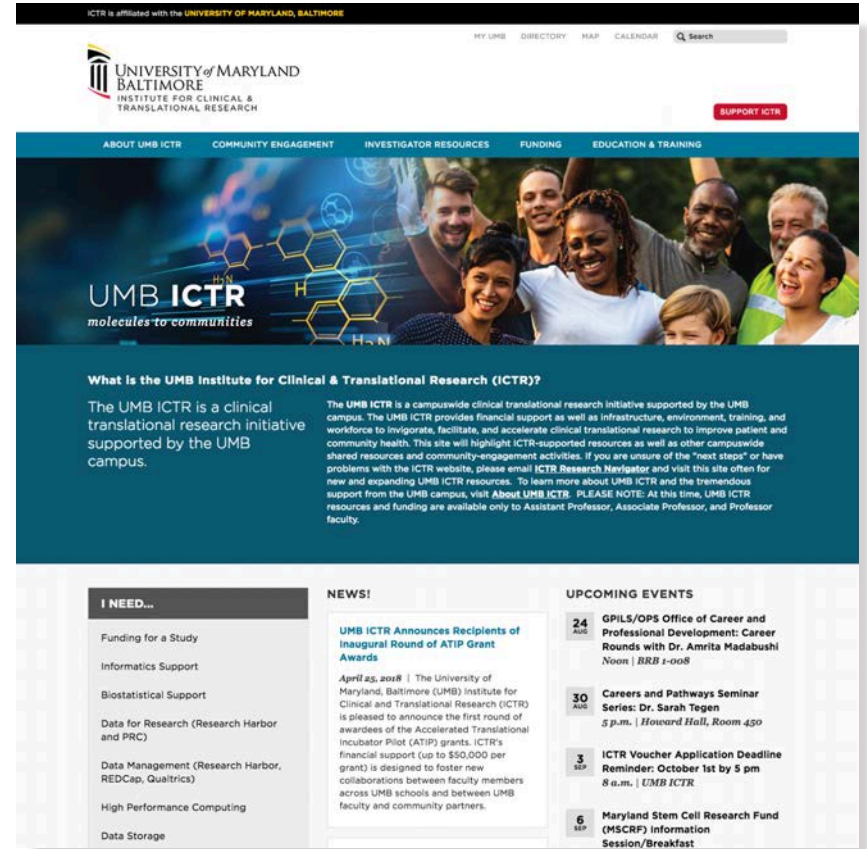 ICTR is affiliated with the UNIVERSITY OF MARYLAND, BALTIMORE
MY UMB DIRECTORY MAP CALENDAR Search
UNIVERSITY of MARYLAND
BALTIMORE
INSTITUTE FOR CLINICAL &
TRANSLATIONAL RESEARCH
SUPPORT ICTR
ABOUT UMB ICTR COMMUNITY ENGAGEMENT INVESTIGATOR RESOURCES FUNDING EDUCATION & TRAINING
H₂N
H
UMB ICTR
molecules to communities
H₂N
What is the UMB Institute for Clinical & Translational Research (ICTR)?
The UMB ICTR is a clinical
translational research initiative
supported by the UMB
campus.
The UMB ICTR is a campuswide clinical translational research initiative supported by the UMB
campus. The UMB ICTR provides financial support as well as infrastructure, environment, training, and
workforce to invigorate, facilitate, and accelerate clinical translational research to improve patient and
community health. This site will highlight ICTR-supported resources as well as other campuswide
shared resources and community-engagement activities. If you are unsure of the "next steps" or have
problems with the ICTR website, please email ICTR Research Navigator and visit this site often for
new and expanding UMB ICTR resources. To learn more about UMB ICTR and the tremendous
support from the UMB campus, visit About UMB ICTR. PLEASE NOTE: At this time, UMB ICTR
resources and funding are available only to Assistant Professor, Associate Professor, and Professor
faculty.
I NEED...
Funding for a Study
Informatics Support
Biostatistical Support
Data for Research (Research Harbor
and PRC)
Data Management (Research Harbor,
REDCap, Qualtrics)
High Performance Computing
Data Storage
NEWS!
UMB ICTR Announces Recipients of
Inaugural Round of ATIP Grant
Awards
April 25, 2018 | The University of
Maryland, Baltimore (UMB) Institute for
Clinical and Translational Research (ICTR)
is pleased to announce the first round of
awardees of the Accelerated Translational
Incubator Pilot (ATIP) grants. ICTR's
financial support (up to $50,000 per
grant) is designed to foster new
collaborations between faculty members
across UMB schools and between UMB
faculty and community partners.
UPCOMING EVENTS
24 AUG
GPILS/OPS Office of Career and
Professional Development: Career
Rounds with Dr. Amrita Madabushi
Noon | BRB 1-008
30 AUG
Careers and Pathways Seminar
Series: Dr. Sarah Tegen
5 p.m. | Howard Hall, Room 450
3 SEP
ICTR Voucher Application Deadline
Reminder: October 1st by 5 pm
8 a.m. | UMB ICTR
6 SEP
Maryland Stem Cell Research Fund
(MSCRF) Information
Session/Breakfast